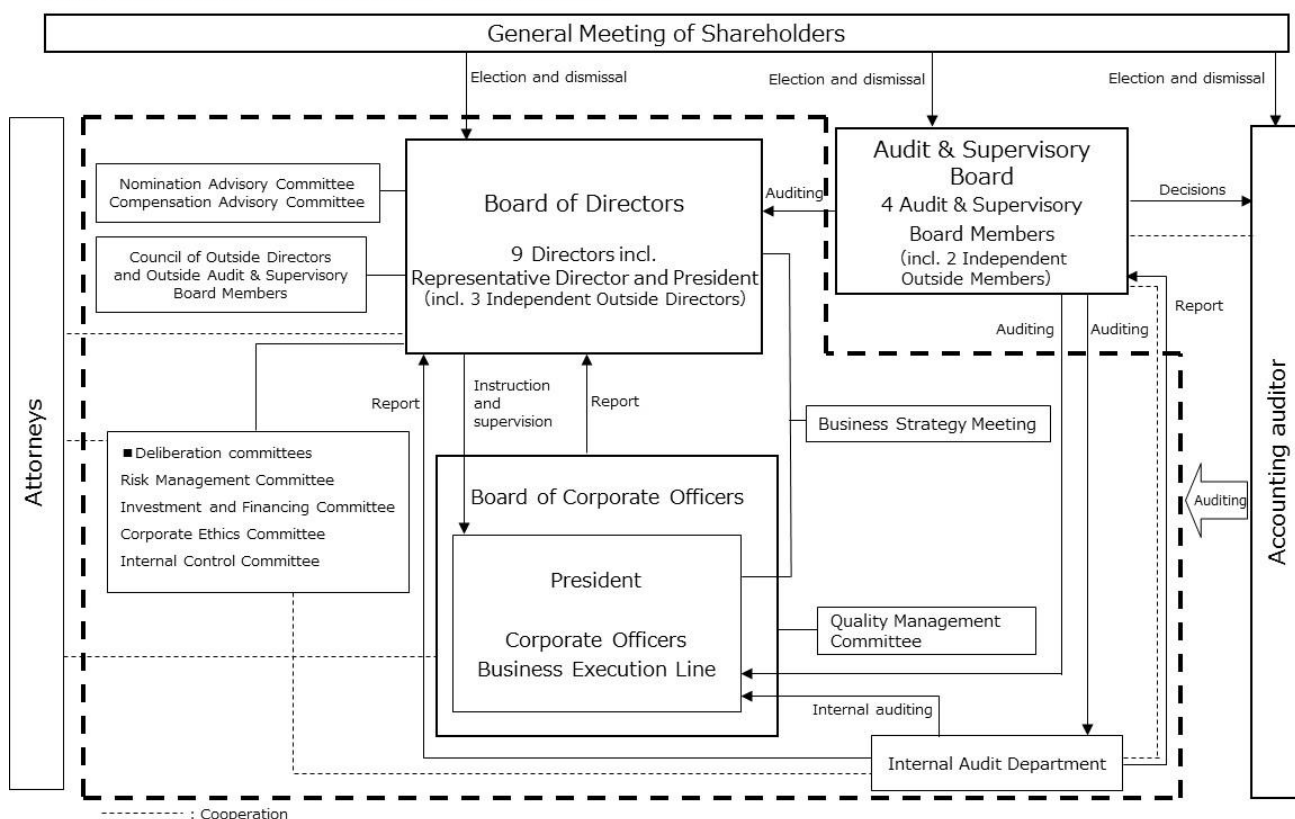 General Meeting of Shareholders
Election and dismissal
Election and dismissal
Election and dismissal
Attorneys
Nomination Advisory Committee
Compensation Advisory Committee
Council of Outside Directors
and Outside Audit & Supervisory
Board Members
Board of Directors
9 Directors incl.
Representative Director and President
(incl. 3 Independent Outside Directors)
Auditing
Audit & Supervisory
Board
4 Audit & Supervisory
Board Members
(incl. 2 Independent
Outside Members)
Decisions
Accounting auditor
Auditing
Auditing
Report
Report
Instruction
and
supervision
Report
Business Strategy Meeting
■Deliberation committees
Risk Management Committee
Investment and Financing Committee
Corporate Ethics Committee
Internal Control Committee
Board of Corporate Officers
President
Corporate Officers
Business Execution Line
Auditing
Quality Management
Committee
Internal auditing
Internal Audit Department
: Cooperation